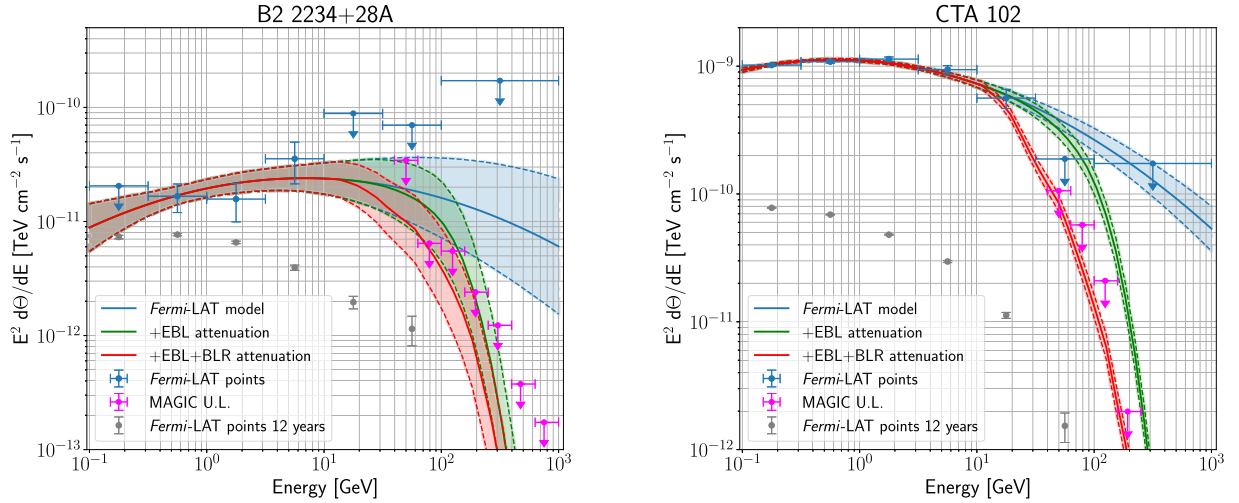 B2 2234+28A
E² dΘ/dE [TeV cm⁻² s⁻¹]
10⁻¹⁰
10⁻¹¹
10⁻¹²
10⁻¹³
Fermi-LAT model
+EBL attenuation
+EBL+BLR attenuation
Fermi-LAT points
MAGIC U.L.
Fermi-LAT points 12 years
10⁻¹ 10⁰ 10¹ 10² 10³
Energy [GeV]
CTA 102
E² dΘ/dE [TeV cm⁻² s⁻¹]
10⁻⁹
10⁻¹⁰
10⁻¹¹
10⁻¹²
Fermi-LAT model
+EBL attenuation
+EBL+BLR attenuation
Fermi-LAT points
MAGIC U.L.
Fermi-LAT points 12 years
10⁻¹ 10⁰ 10¹ 10² 10³
Energy [GeV]